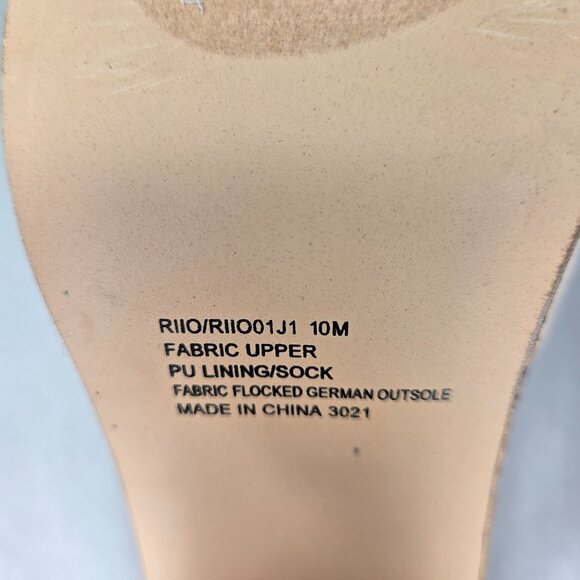 RIIO/RIIO01J1 10M
FABRIC UPPER
PU LINING/SOCK
FABRIC FLOCKED GERMAN OUTSOLE
MADE IN CHINA 3021